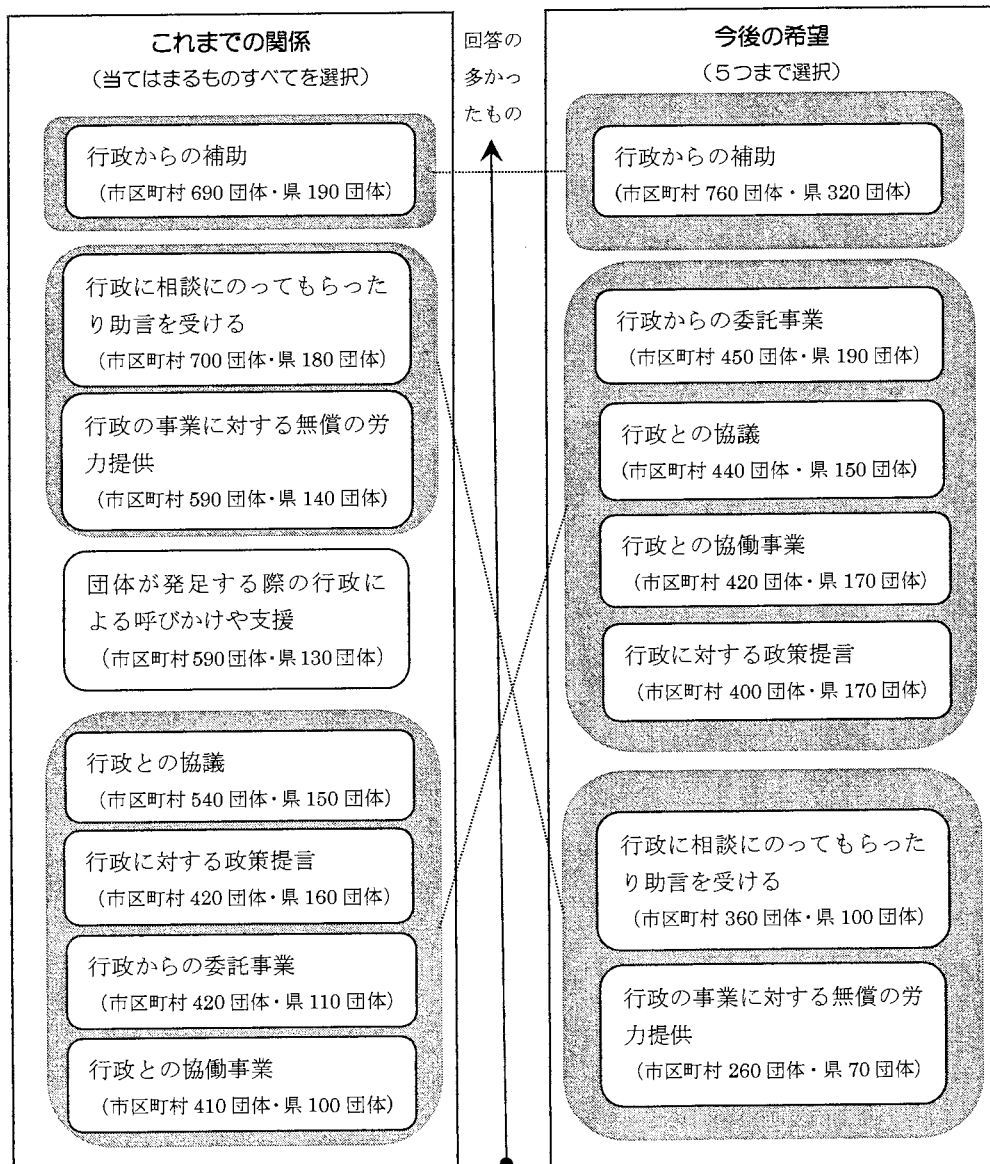 これまでの関係
(当てはまるものすべてを選択)
行政からの補助
(市区町村 690 団体・県 190 団体)
行政に相談にのってもらった
り助言を受ける
(市区町村 700 団体・県 180 団体)
行政の事業に対する無償の労
力提供
(市区町村 590 団体・県 140 団体)
団体が発足する際の行政に
よる呼びかけや支援
(市区町村 590 団体・県 130 団体)
行政との協議
(市区町村 540 団体・県 150 団体)
行政に対する政策提言
(市区町村 420 団体・県 160 団体)
行政からの委託事業
(市区町村 420 団体・県 110 団体)
行政との協働事業
(市区町村 410 団体・県 100 団体)
回答の
多かっ
たもの
今後の希望
(5つまで選択)
行政からの補助
(市区町村 760 団体・県 320 団体)
行政からの委託事業
(市区町村 450 団体・県 190 団体)
行政との協議
(市区町村 440 団体・県 150 団体)
行政との協働事業
(市区町村 420 団体・県 170 団体)
行政に対する政策提言
(市区町村 400 団体・県 170 団体)
行政に相談にのってもらった
り助言を受ける
(市区町村 360 団体・県 100 団体)
行政の事業に対する無償の労
力提供
(市区町村 260 団体・県 70 団体)